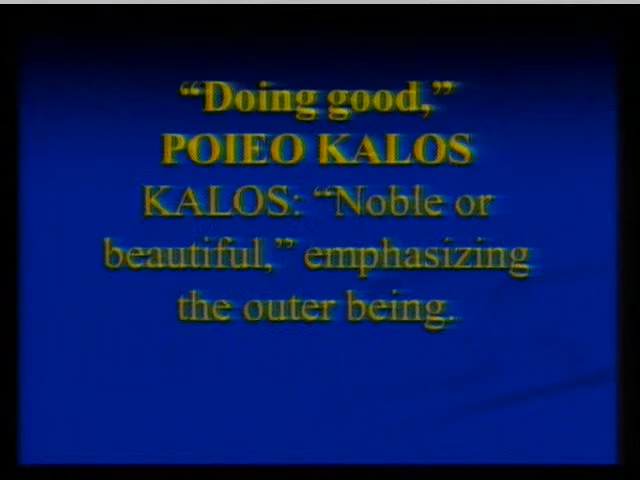 “Doing good,”
POIEO KALOS
KALOS: “Noble or
beautiful,” emphasizing
the outer being.